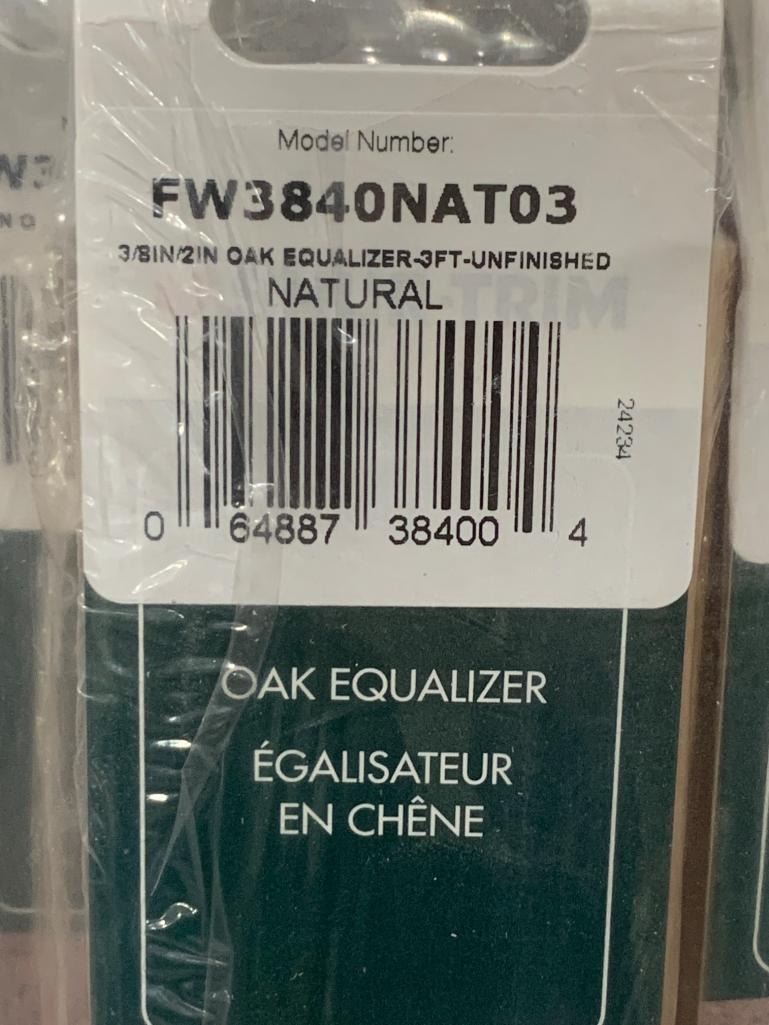 Model Number:
FW3840NAT03
3/8IN/2IN OAK EQUALIZER-3FT-UNFINISHED
NATURAL
TRIM
24234
0 64887 38400 4
OAK EQUALIZER
ÉGALISATEUR
EN CHÊNE